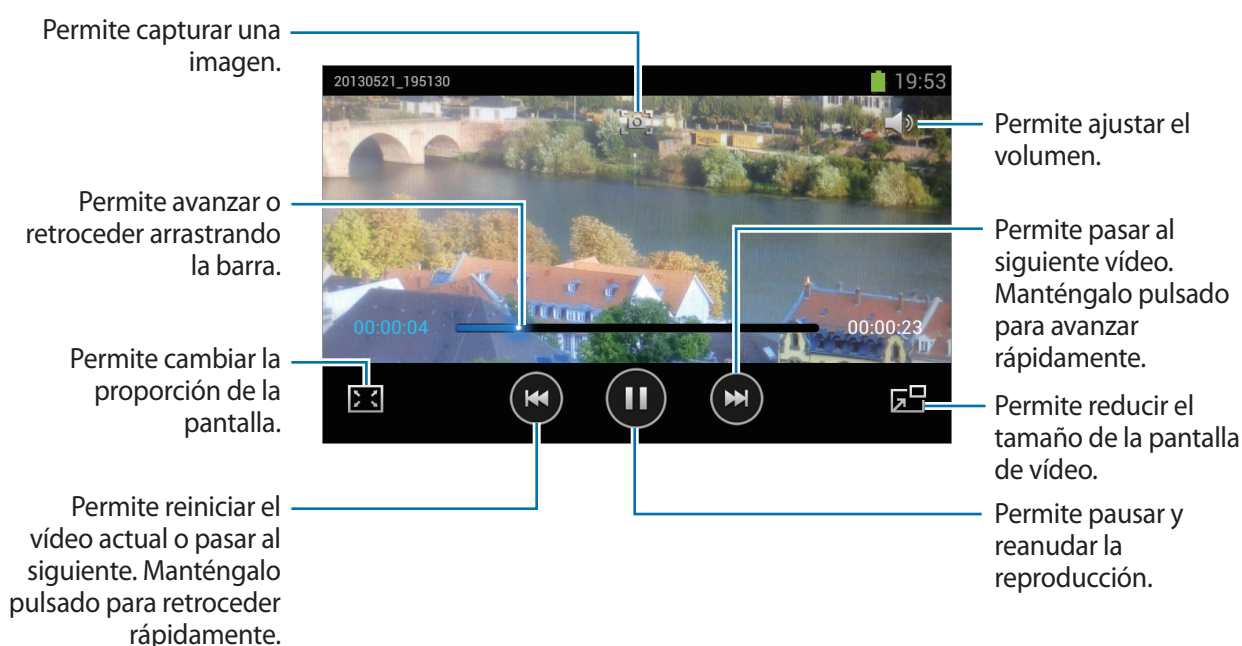 Permite capturar una
imagen.
20130521_195130
19:53
Permite ajustar el
volumen.
Permite avanzar o
retroceder arrastrando
la barra.
Permite pasar al
siguiente vídeo.
Manténgalo pulsado
para avanzar
rápidamente.
00:00:04
00:00:23
Permite cambiar la
proporción de la
pantalla.
Permite reducir el
tamaño de la pantalla
de vídeo.
Permite reiniciar el
vídeo actual o pasar al
siguiente. Manténgalo
pulsado para retroceder
rápidamente.
Permite pausar y
reanudar la
reproducción.